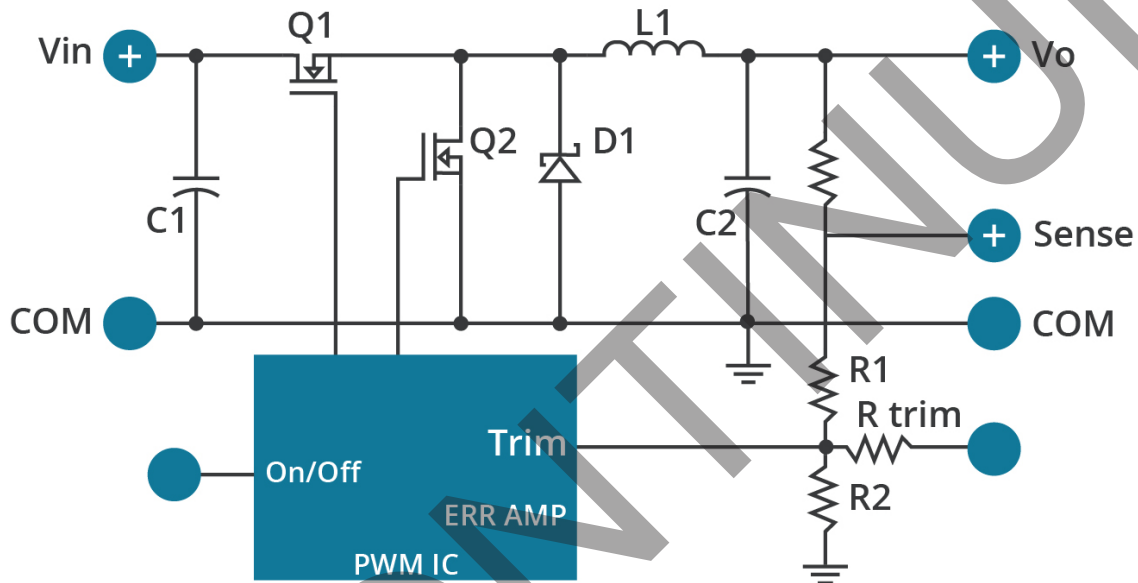 Q1
L1
Vin
+
+
Vo
Q2
D1
C1
C2
+
Sense
COM
COM
R1
R trim
Trim
On/Off
R2
ERR AMP
PWM IC